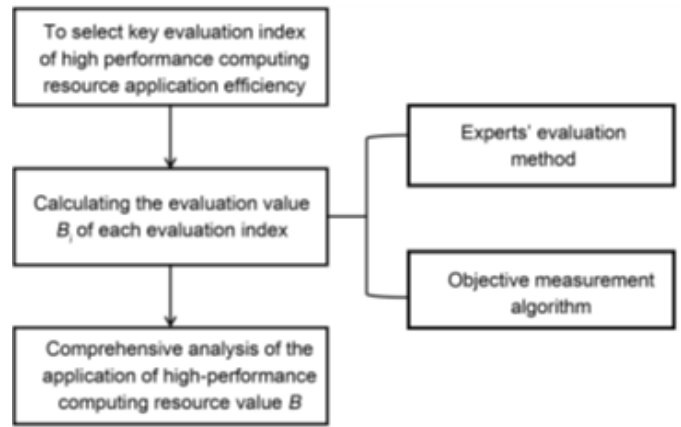 To select key evaluation index
of high performance computing
resource application efficiency
Calculating the evaluation value
Bi of each evaluation index
Comprehensive analysis of the
application of high-performance
computing resource value B
Experts' evaluation
method
Objective measurement
algorithm